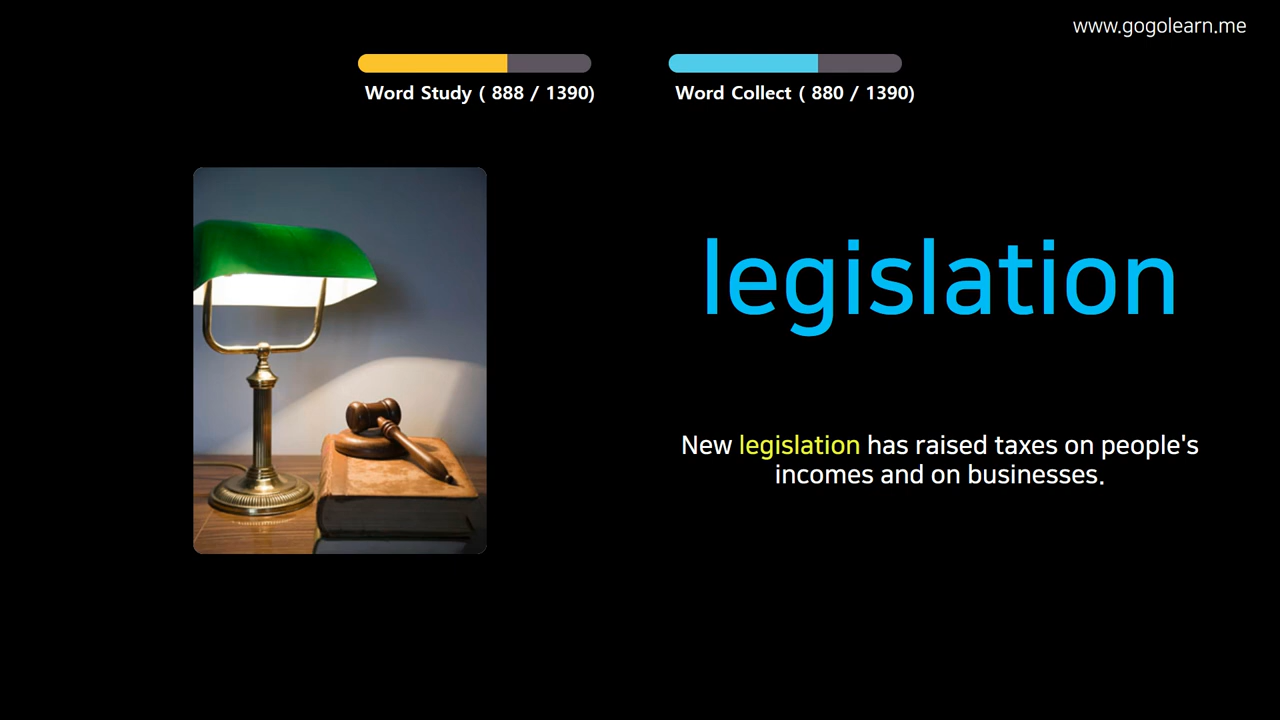 www.gogolearn.me
Word Study ( 888 / 1390)
Word Collect ( 880 / 1390)
legislation
New legislation has raised taxes on people's
incomes and on businesses.